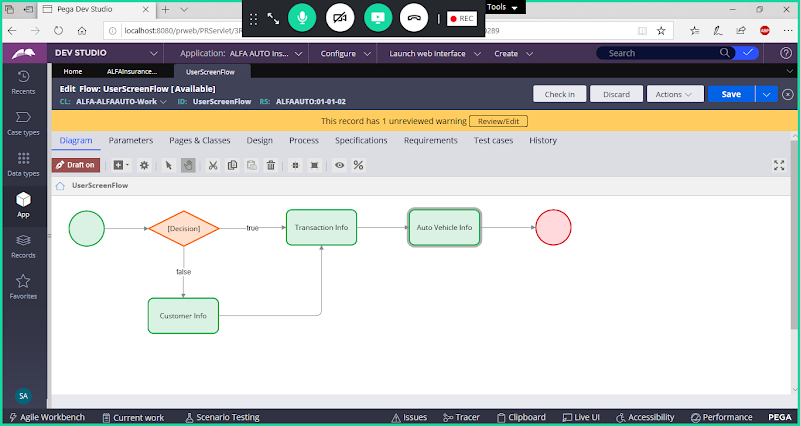 Pega Dev Studio
Tools
REC
localhost:8080/prweb/PRServlet/3R
0289
ABP
DEV STUDIO
Application: ALFA AUTO Ins...
Configure
Launch web interface
Create
Search
Home
ALFAInsurance...
UserScreenFlow
Edit Flow: UserScreenFlow [Available]
CL: ALFA-ALFAAUTO-Work ID: UserScreenFlow RS: ALFAAUTO:01-01-02
Check in
Discard
Actions
Save
This record has 1 unreviewed warning
Review/Edit
Diagram
Parameters
Pages & Classes
Design
Process
Specifications
Requirements
Test cases
History
Draft on
UserScreenFlow
[Decision]
true
Transaction Info
Auto Vehicle Info
false
Customer Info
Recents
Case types
Data types
App
Records
Favorites
SA
Agile Workbench
Current work
Scenario Testing
Issues
Tracer
Clipboard
Live UI
Accessibility
Performance
PEGA